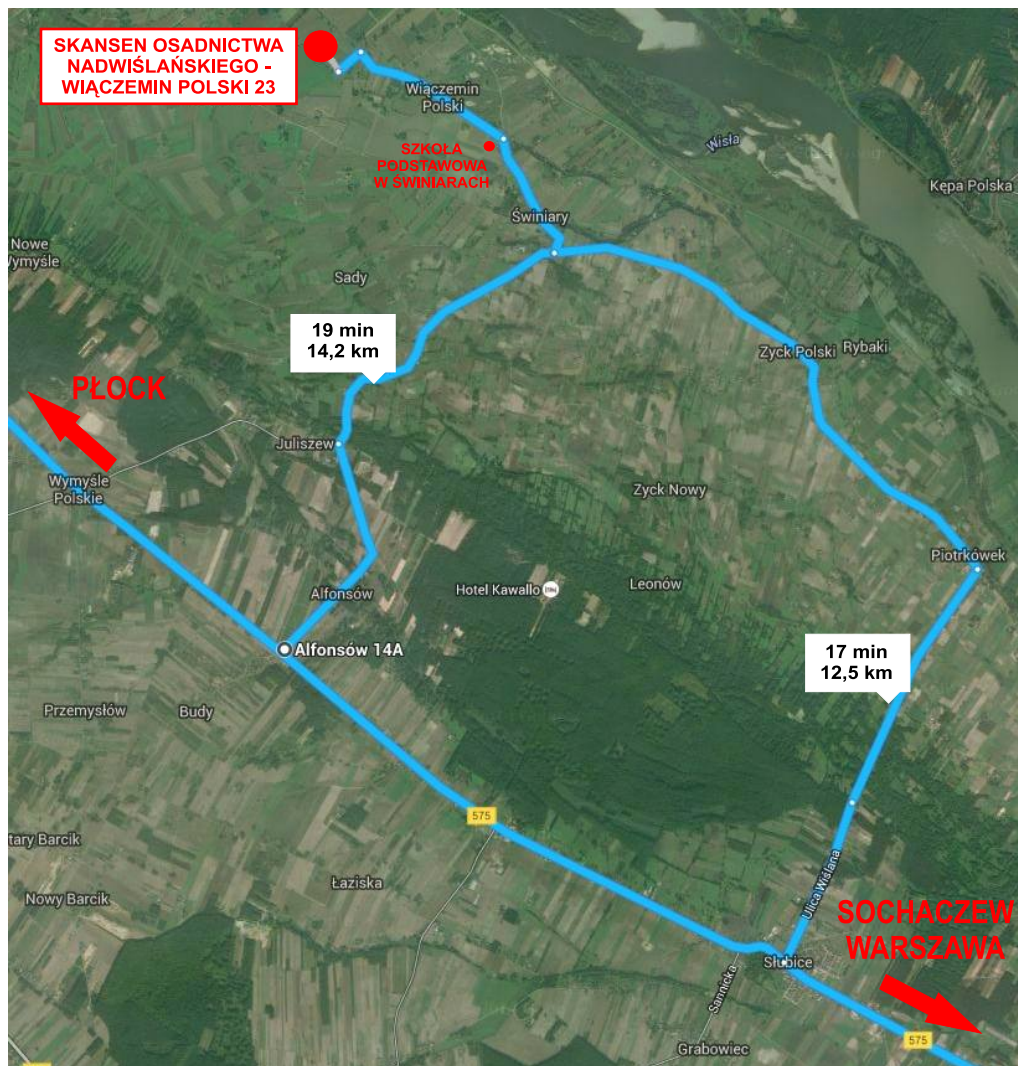 SKANSEN OSADNICTWA
NADWIŚLAŃSKIEGO -
WIĄCZEMIN POLSKI 23
Wiączemin
Polski
SZKOŁA
PODSTAWOWA
W ŚWINIARACH
Wisła
Kępa Polska
Świniary
Nowe
Wymyśle
Sady
19 min
14,2 km
Zyck Polski
Rybaki
PŁOCK
Juliszew
Wymyśle
Polskie
Zyck Nowy
Piotrkówek
Hotel Kawallo
Leonów
Alfonsów
Alfonsów 14A
17 min
12,5 km
Przemysłów
Budy
575
tary Barcik
Łaziska
Nowy Barcik
Ulica Wiślana
SOCHACZEW
WARSZAWA
Słubice
Sannicka
575
Grabowiec